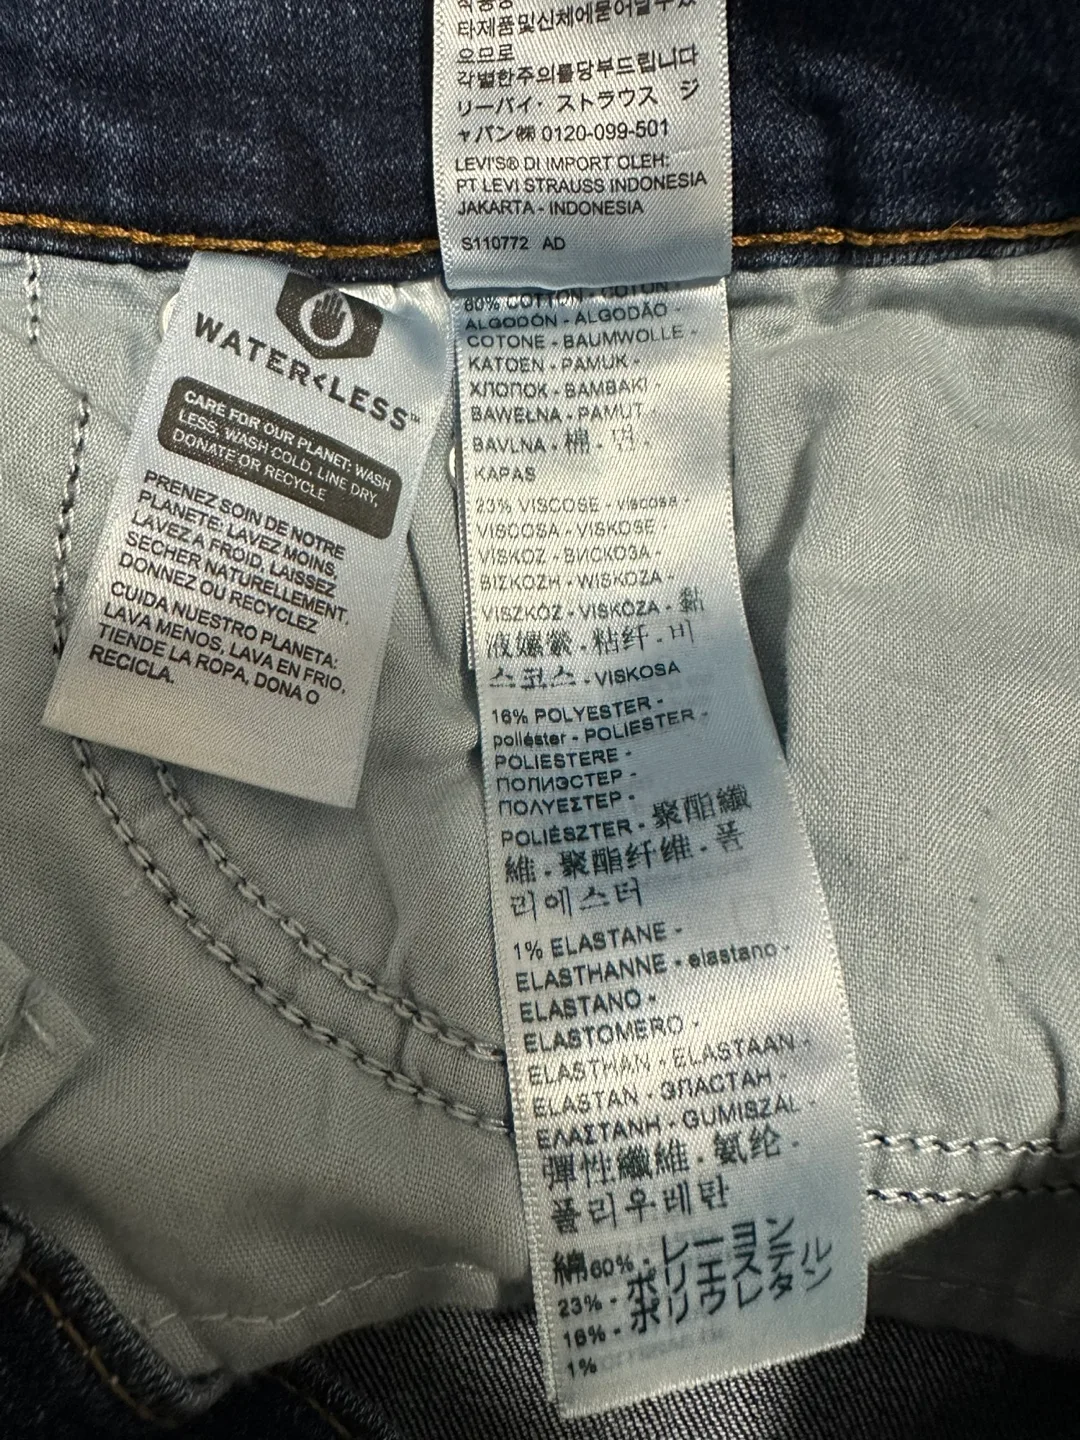 타제품및신체에묻어날수있
으므로
각별한주의를당부드립니다
リーバイ・ストラウス ジ
ャパン㈱ 0120-099-501
LEVI'S® DI IMPORT OLEH:
PT LEVI STRAUSS INDONESIA
JAKARTA - INDONESIA
S110772 AD
WATER<LESS™
CARE FOR OUR PLANET: WASH
LESS, WASH COLD, LINE DRY,
DONATE OR RECYCLE
PRENEZ SOIN DE NOTRE
PLANÈTE: LAVEZ MOINS,
LAVEZ À FROID, LAISSEZ
SÉCHER NATURELLEMENT,
DONNEZ OU RECYCLEZ
CUIDA NUESTRO PLANETA:
LAVA MENOS, LAVA EN FRIO,
TIENDE LA ROPA, DONA O
RECICLA.
60% COTTON - COTON -
ALGODÓN - ALGODÃO -
COTONE - BAUMWOLLE -
KATOEN - PAMUK -
ХЛОПОК - ΒΑΜΒΑΚΙ -
BAWEŁNA - PAMUT -
BAVLNA - 棉 - 면 -
KAPAS
23% VISCOSE - viscosa -
VISCOSA - VISKOSE -
VISKOZ - ВИСКОЗА -
ΒΙΣΚΟΖΗ - WISKOZA -
VISZKÓZ - VISKÓZA - 黏
液嫘縈 - 粘纤 - 비
스코스 - VISKOSA
16% POLYESTER -
poliéster - POLIESTER -
POLIESTERE -
ПОЛИЭСТЕР -
ΠΟΛΥΕΣΤΕΡ -
POLIÉSZTER - 聚酯纖
維 - 聚酯纤维 - 폴
리에스터
1% ELASTANE -
ELASTHANNE - elastano -
ELASTANO -
ELASTOMERO -
ELASTHAN - ELASTAAN -
ELASTAN - ЭЛАСТАН -
ΕΛΑΣΤΑΝΗ - GUMISZÁL -
彈性纖維 - 氨纶 -
폴리우레탄
綿60% - レーヨン
23% - ポリエステル
16% - ポリウレタン
1%